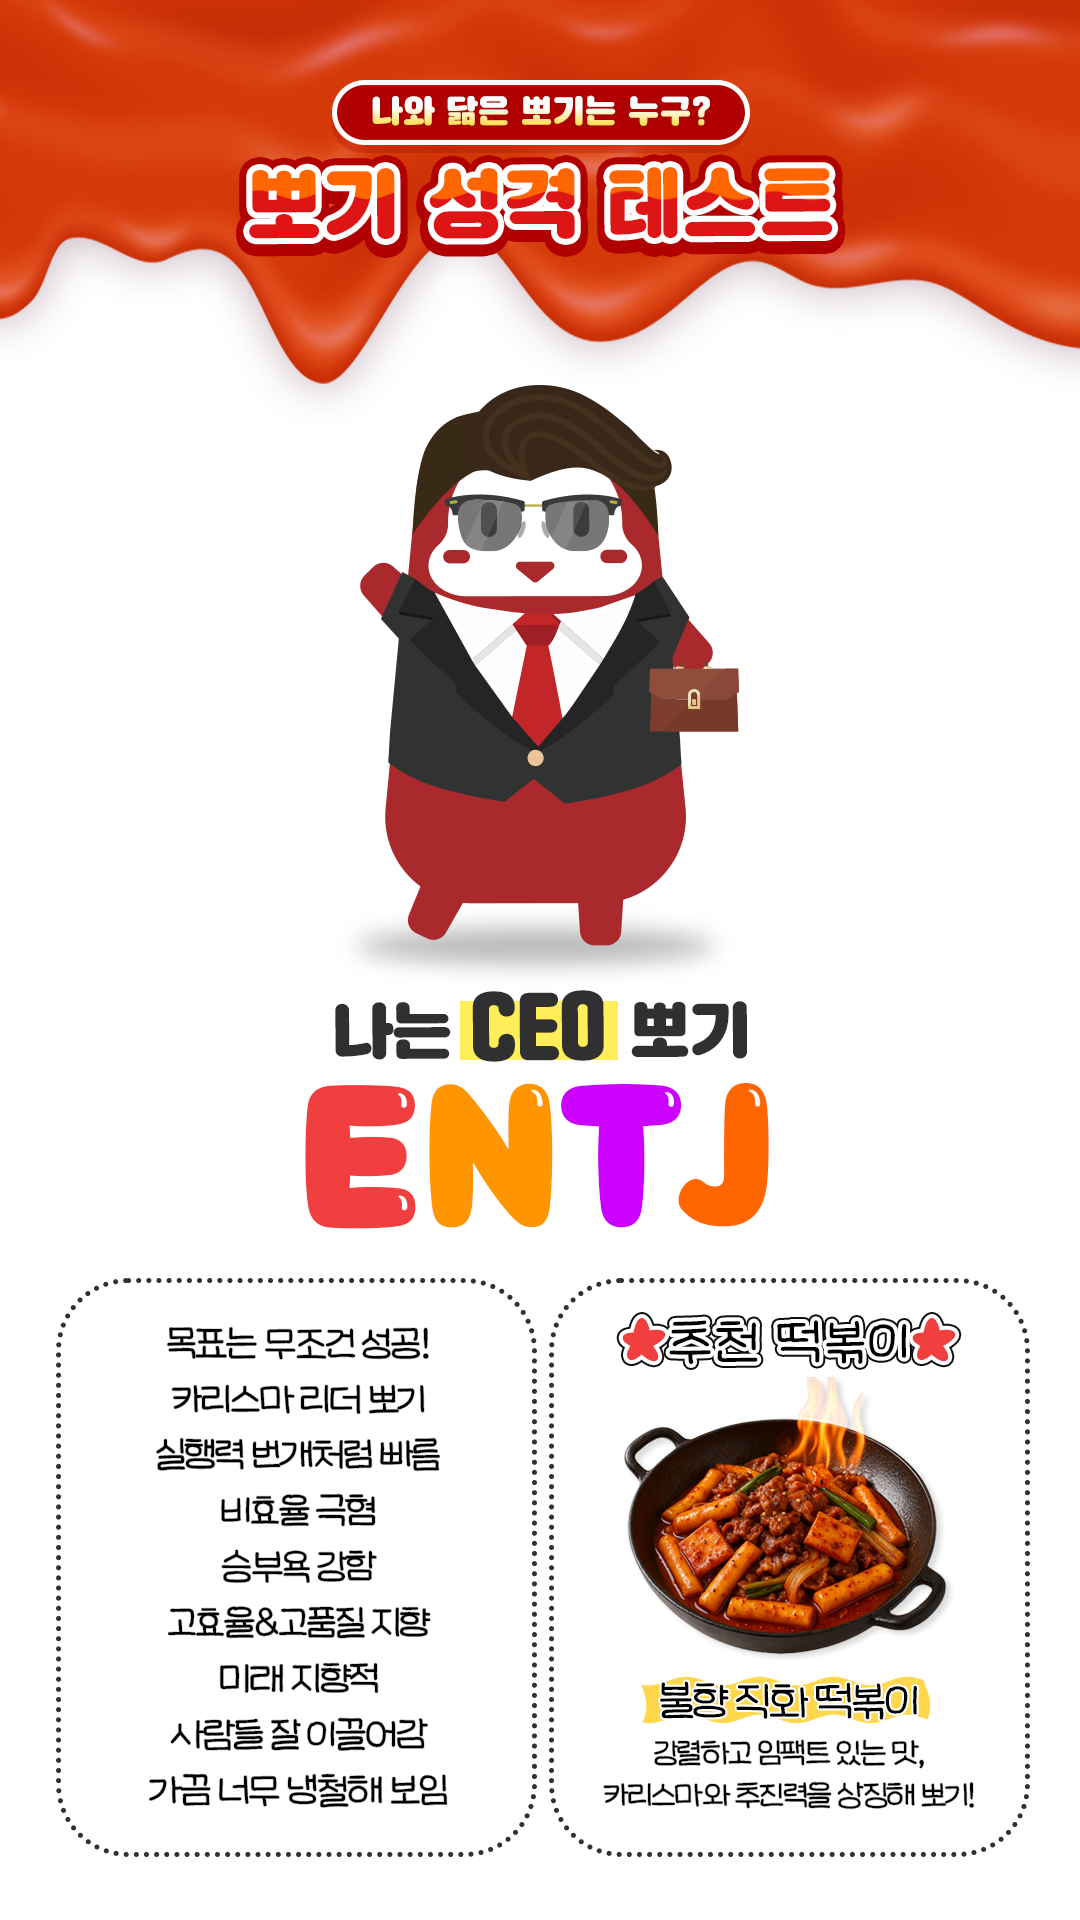 나와 닮은 뽀기는 누구?
뽀기 성격 테스트
나는 CEO 뽀기
ENTJ
목표는 무조건 성공!
카리스마 리더 뽀기
실행력 번개처럼 빠름
비효율 극혐
승부욕 강함
고효율&고품질 지향
미래 지향적
사람들 잘 이끌어감
가끔 너무 냉철해 보임
추천 떡볶이
불향 직화 떡볶이
강렬하고 임팩트 있는 맛,
카리스마와 추진력을 상징해 뽀기!